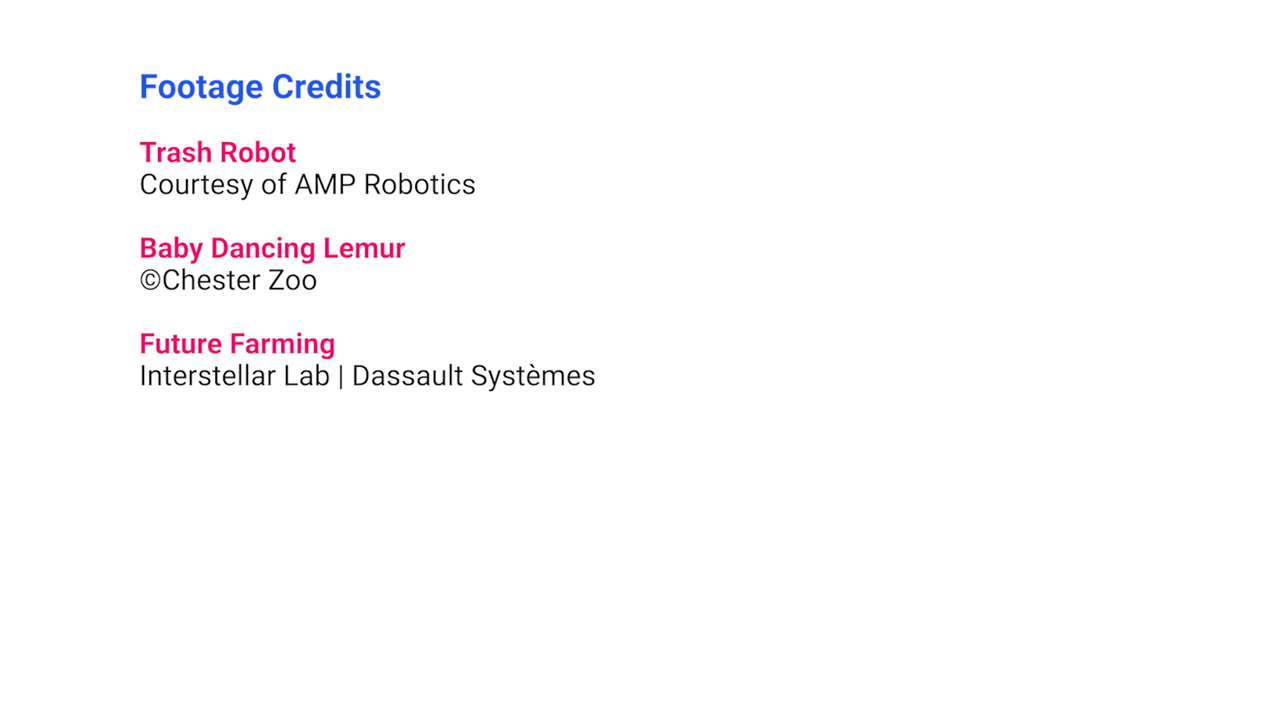 Footage Credits
Trash Robot
Courtesy of AMP Robotics
Baby Dancing Lemur
©Chester Zoo
Future Farming
Interstellar Lab | Dassault Systèmes